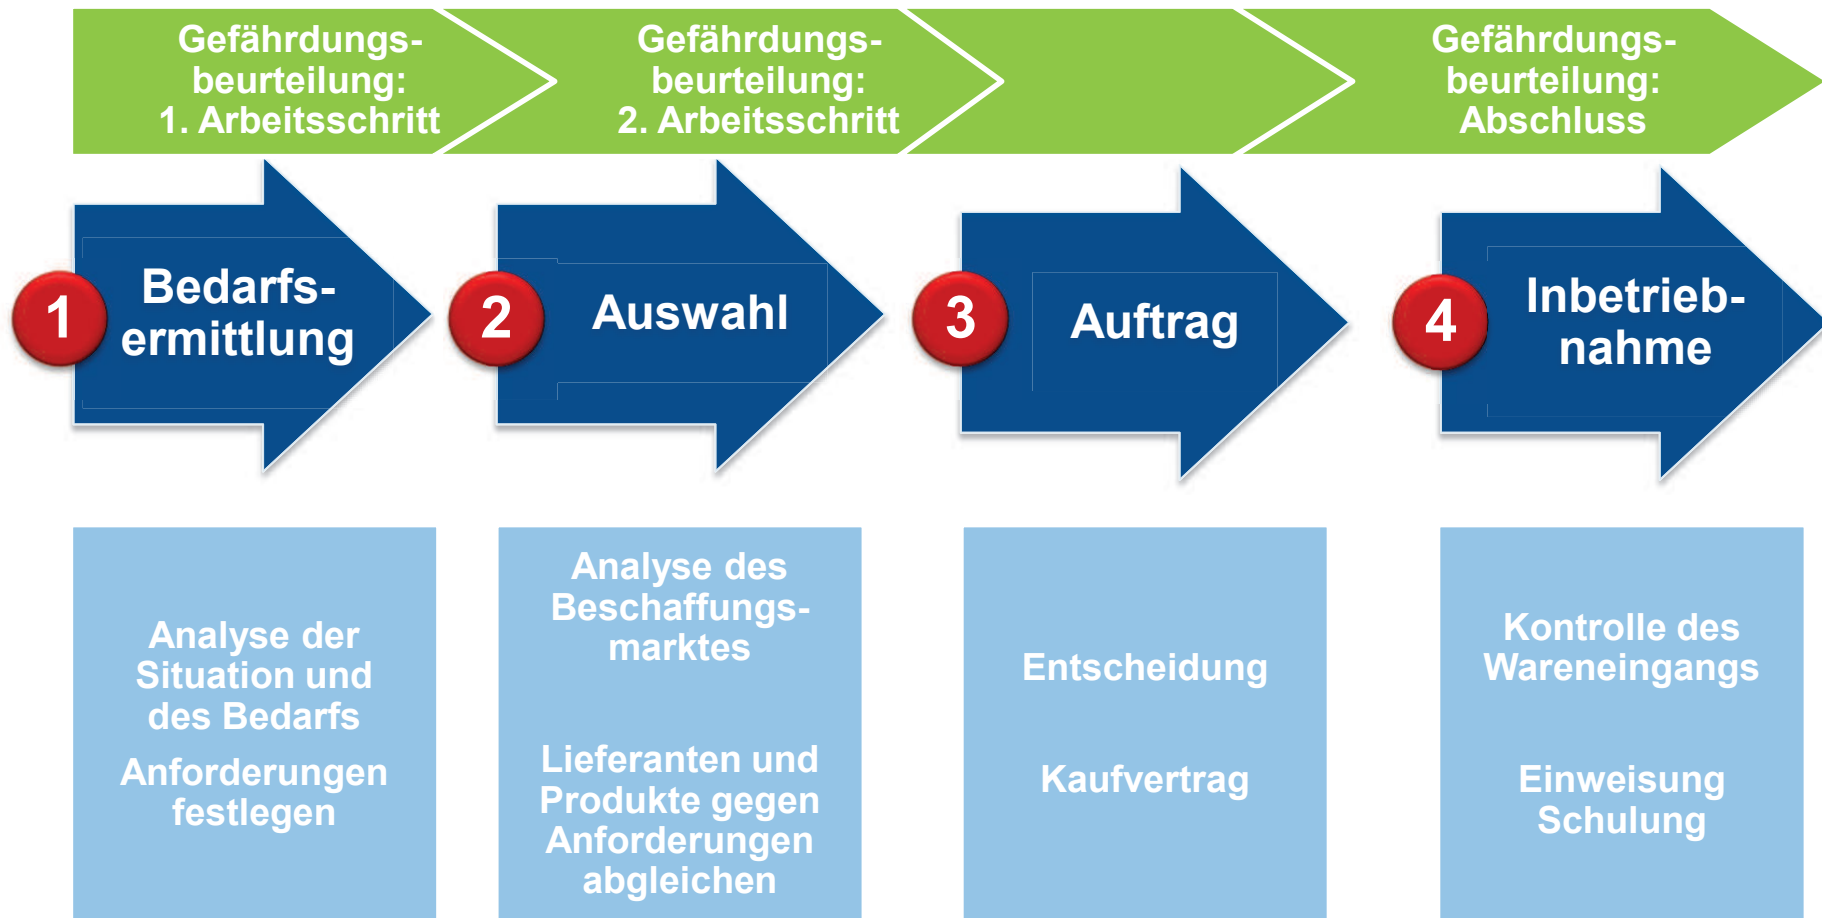 Gefährdungs-
beurteilung:
1. Arbeitsschritt
Gefährdungs-
beurteilung:
2. Arbeitsschritt
Gefährdungs-
beurteilung:
Abschluss
1
Bedarfs-
ermittlung
2
Auswahl
3
Auftrag
4
Inbetrieb-
nahme
Analyse der
Situation und
des Bedarfs
Anforderungen
festlegen
Analyse des
Beschaffungs-
marktes
Lieferanten und
Produkte gegen
Anforderungen
abgleichen
Entscheidung
Kaufvertrag
Kontrolle des
Wareneingangs
Einweisung
Schulung